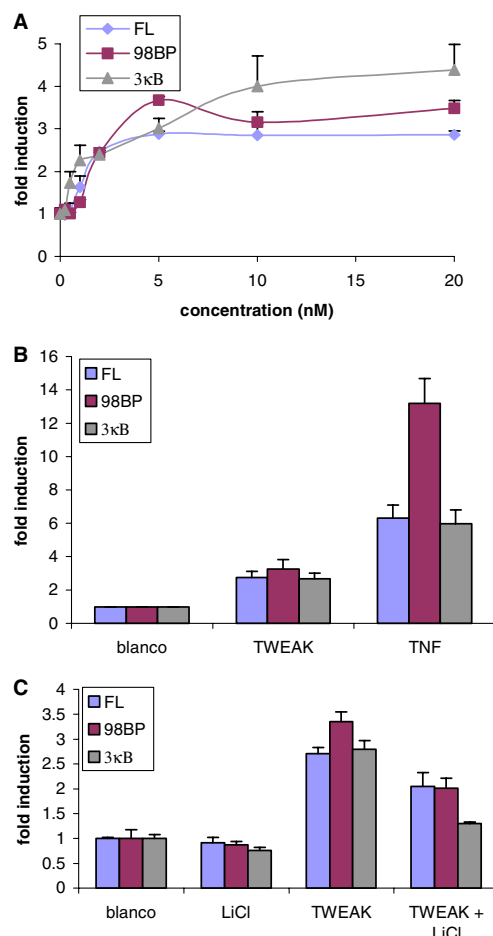 A
FL
98BP
3κB
fold induction
5
4
3
2
1
0
0
5
10
15
20
concentration (nM)
B
FL
98BP
3κB
fold induction
16
14
12
10
8
6
4
2
0
blanco
TWEAK
TNF
C
FL
98BP
3κB
fold induction
4
3.5
3
2.5
2
1.5
1
0.5
0
blanco
LiCl
TWEAK
TWEAK +
LiCl